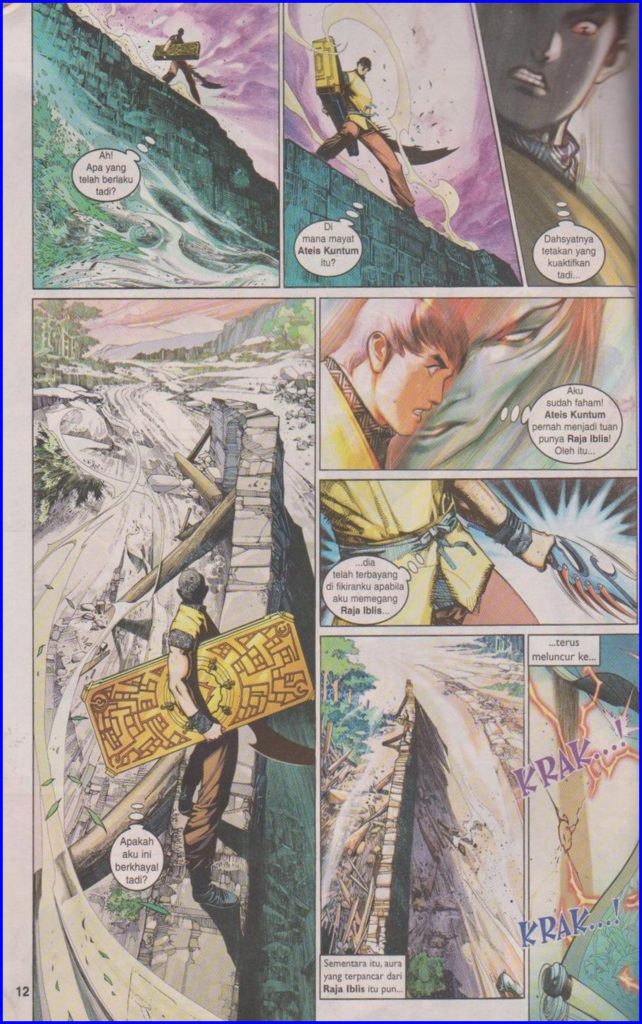 Ah!
Apa yang
telah berlaku
tadi?
Di
mana mayat
Ateis Kuntum
itu?
Dahsyatnya
tetakan yang
kuaktifkan
tadi...
Apakah
aku ini
berkhayal
tadi?
Aku
sudah faham!
Ateis Kuntum
pernah menjadi tuan
punya Raja Iblis!
Oleh itu...
...dia
telah terbayang
di fikiranku apabila
aku memegang
Raja Iblis...
Sementara itu, aura
yang terpancar dari
Raja Iblis itu pun...
...terus
meluncur ke...
KRAK...!
KRAK...!
12